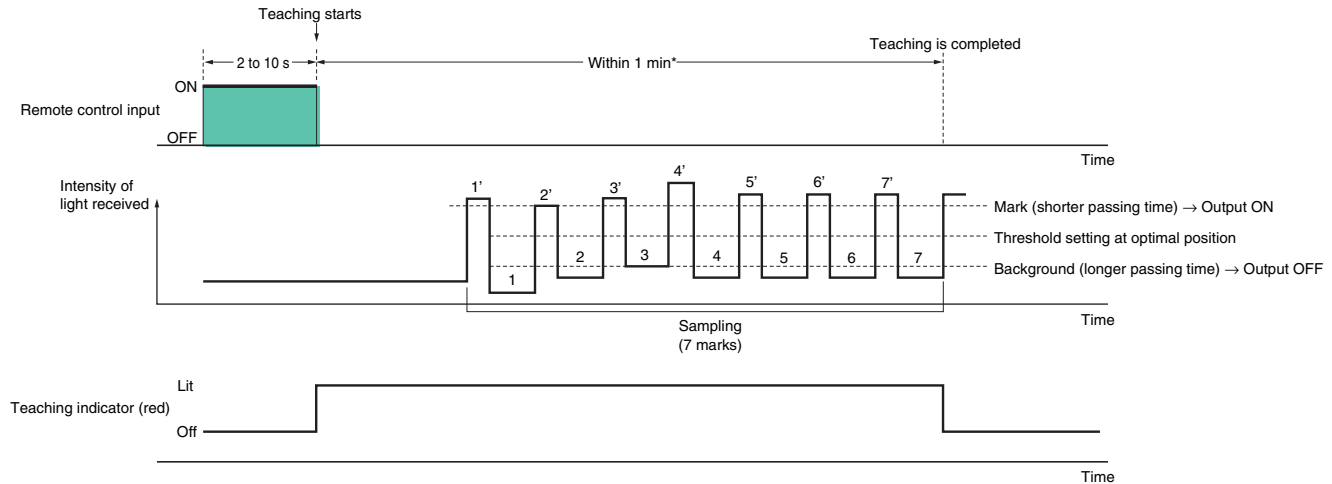 Teaching starts
Teaching is completed
2 to 10 s
Within 1 min*
ON
Remote control input
OFF
Time
Intensity of
light received
1'
2'
3'
4'
5'
6'
7'
Mark (shorter passing time) → Output ON
Threshold setting at optimal position
Background (longer passing time) → Output OFF
1
2
3
4
5
6
7
Time
Sampling
(7 marks)
Lit
Teaching indicator (red)
Off
Time